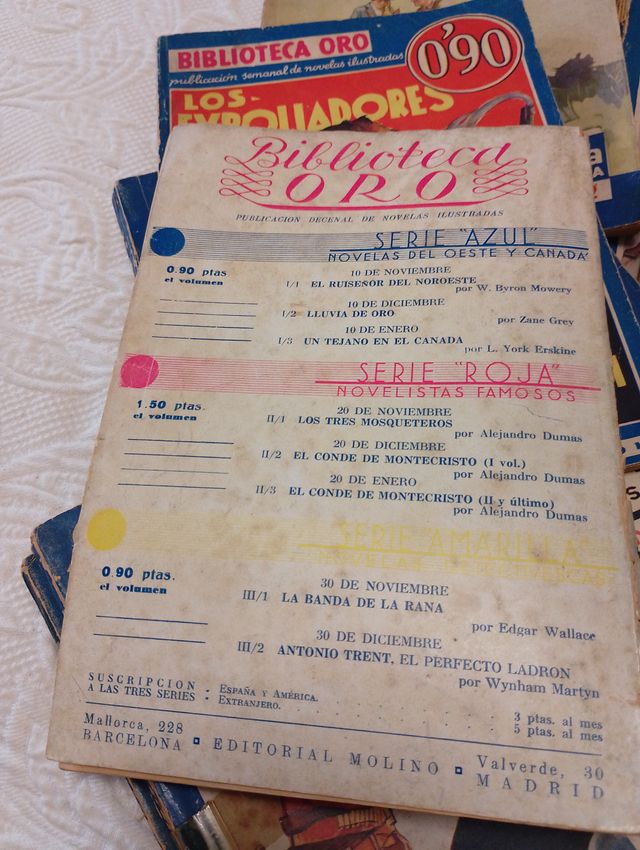 BIBLIOTECA ORO
publicación semanal de novelas ilustradas
0'90
LOS
EXPOLIADORES
Biblioteca
ORO
PUBLICACION DECENAL DE NOVELAS ILUSTRADAS
SERIE "AZUL"
NOVELAS DEL OESTE Y CANADA
0.90 ptas
el volumen
10 DE NOVIEMBRE
I/1 EL RUISEÑOR DEL NOROESTE
por W. Byron Mowery
10 DE DICIEMBRE
I/2 LLUVIA DE ORO
por Zane Grey
10 DE ENERO
I/3 UN TEJANO EN EL CANADA
por L. York Erskine
SERIE "ROJA"
NOVELISTAS FAMOSOS
1.50 ptas.
el volumen
20 DE NOVIEMBRE
II/1 LOS TRES MOSQUETEROS
por Alejandro Dumas
20 DE DICIEMBRE
II/2 EL CONDE DE MONTECRISTO (I vol.)
por Alejandro Dumas
20 DE ENERO
II/3 EL CONDE DE MONTECRISTO (II y último)
por Alejandro Dumas
SERIE "AMARILLA"
NOVELAS DETECTIVESCAS
0.90 ptas.
el volumen
30 DE NOVIEMBRE
III/1 LA BANDA DE LA RANA
por Edgar Wallace
30 DE DICIEMBRE
III/2 ANTONIO TRENT, EL PERFECTO LADRON
por Wynham Martyn
SUSCRIPCION
A LAS TRES SERIES : ESPAÑA Y AMÉRICA. . . . . . . . 3 ptas. al mes
EXTRANJERO. . . . . . . . . 5 ptas. al mes
Mallorca, 228
BARCELONA ▪ EDITORIAL MOLINO ▪ Valverde, 30
MADRID